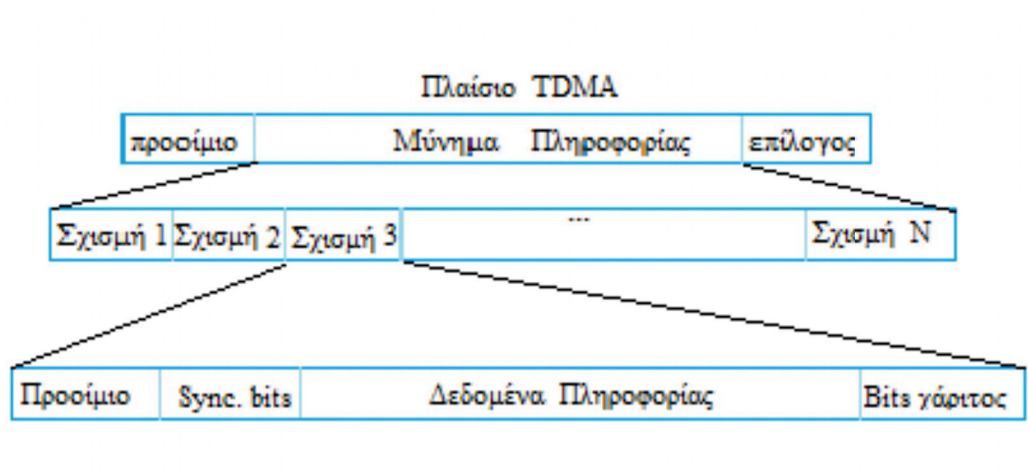 Πλαίσιο TDMA
προοίμιο Μύνημα Πληροφορίας επίλογος
Σχισμή 1 Σχισμή 2 Σχισμή 3 ... Σχισμή N
Προοίμιο Sync. bits Δεδομένα Πληροφορίας Bits χάριτος